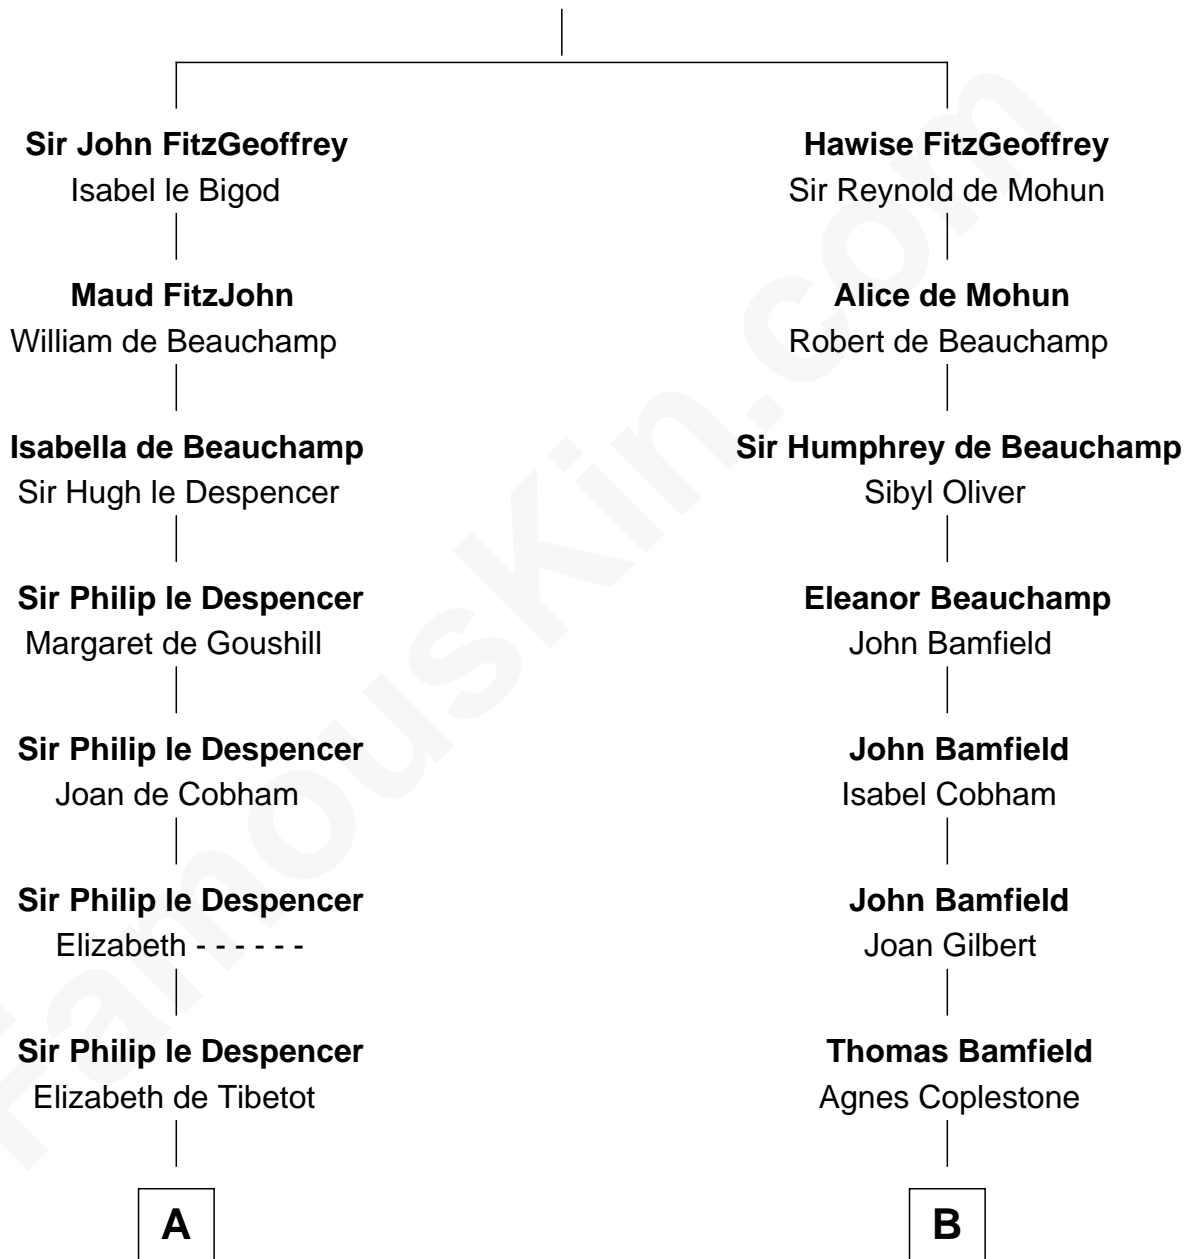 Sir John FitzGeoffrey
Isabel le Bigod
Maud FitzJohn
William de Beauchamp
Isabella de Beauchamp
Sir Hugh le Despencer
Sir Philip le Despencer
Margaret de Goushill
Sir Philip le Despencer
Joan de Cobham
Sir Philip le Despencer
Elizabeth - - - - - -
Sir Philip le Despencer
Elizabeth de Tibetot
A
Hawise FitzGeoffrey
Sir Reynold de Mohun
Alice de Mohun
Robert de Beauchamp
Sir Humphrey de Beauchamp
Sibyl Oliver
Eleanor Beauchamp
John Bamfield
John Bamfield
Isabel Cobham
John Bamfield
Joan Gilbert
Thomas Bamfield
Agnes Coplestone
B
FamousKin.com